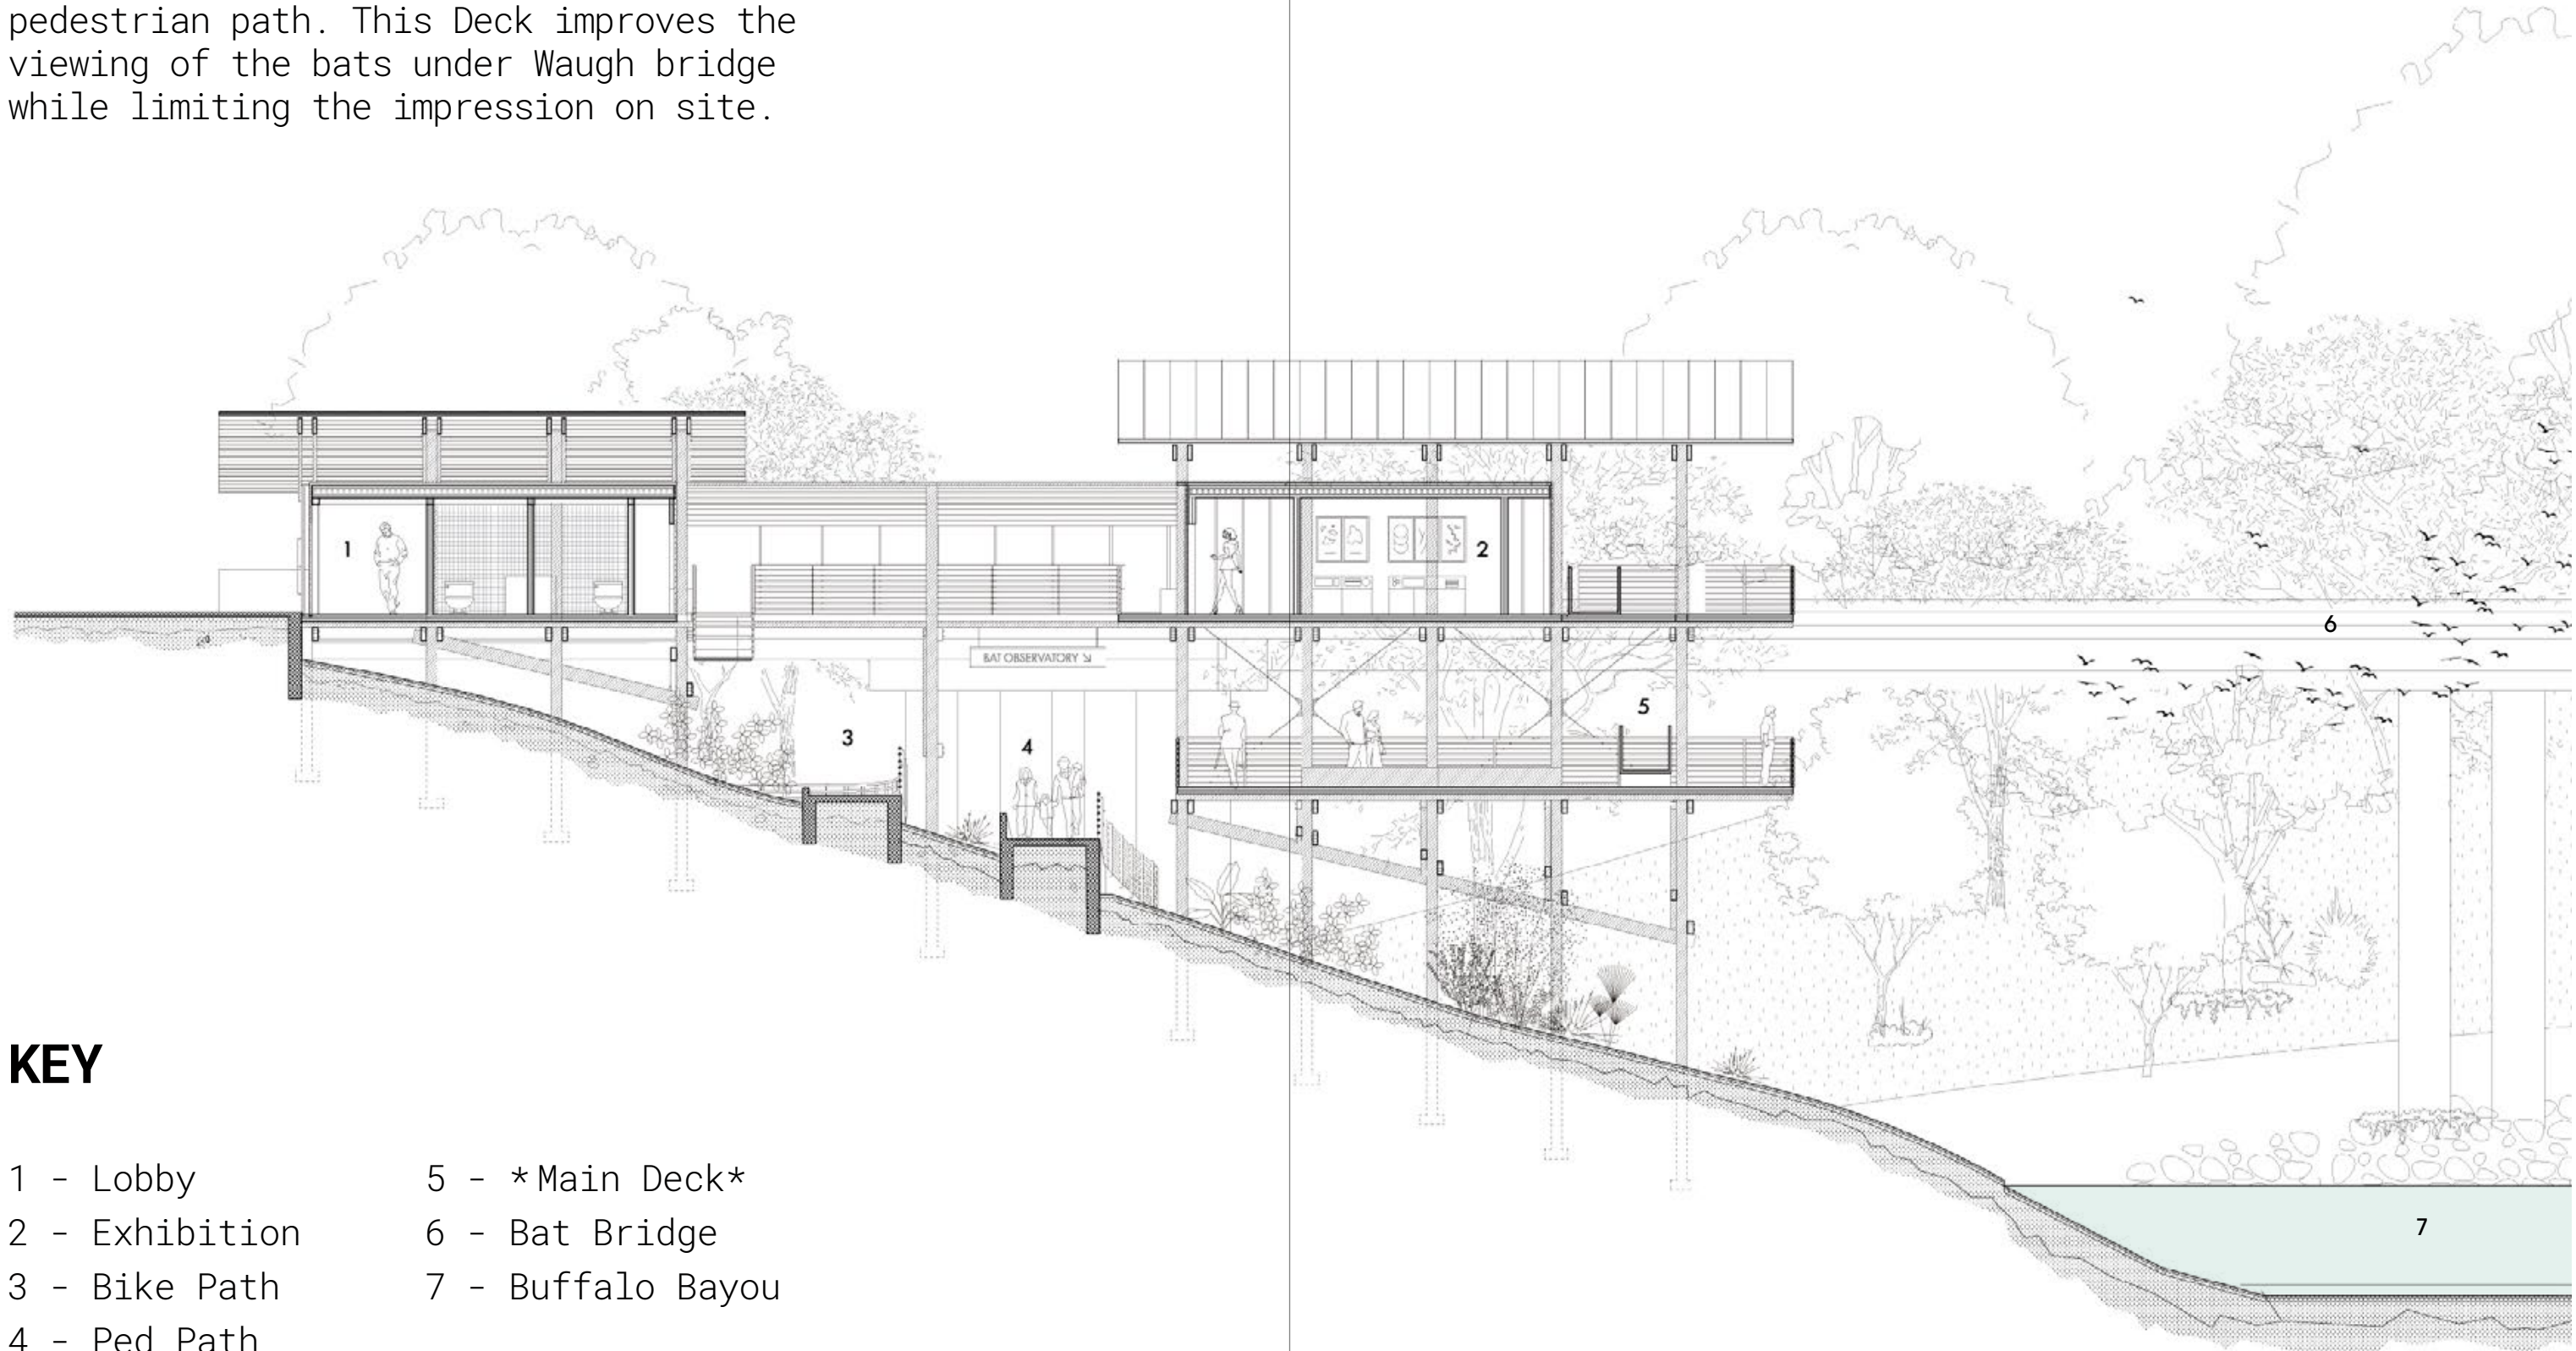 pedestrian path. This Deck improves the
viewing of the bats under Waugh bridge
while limiting the impression on site.
1
2
6
BAT OBSERVATORY ⇲
5
3
4
KEY
1 - Lobby
2 - Exhibition
3 - Bike Path
4 - Ped Path
5 - *Main Deck*
6 - Bat Bridge
7 - Buffalo Bayou
7